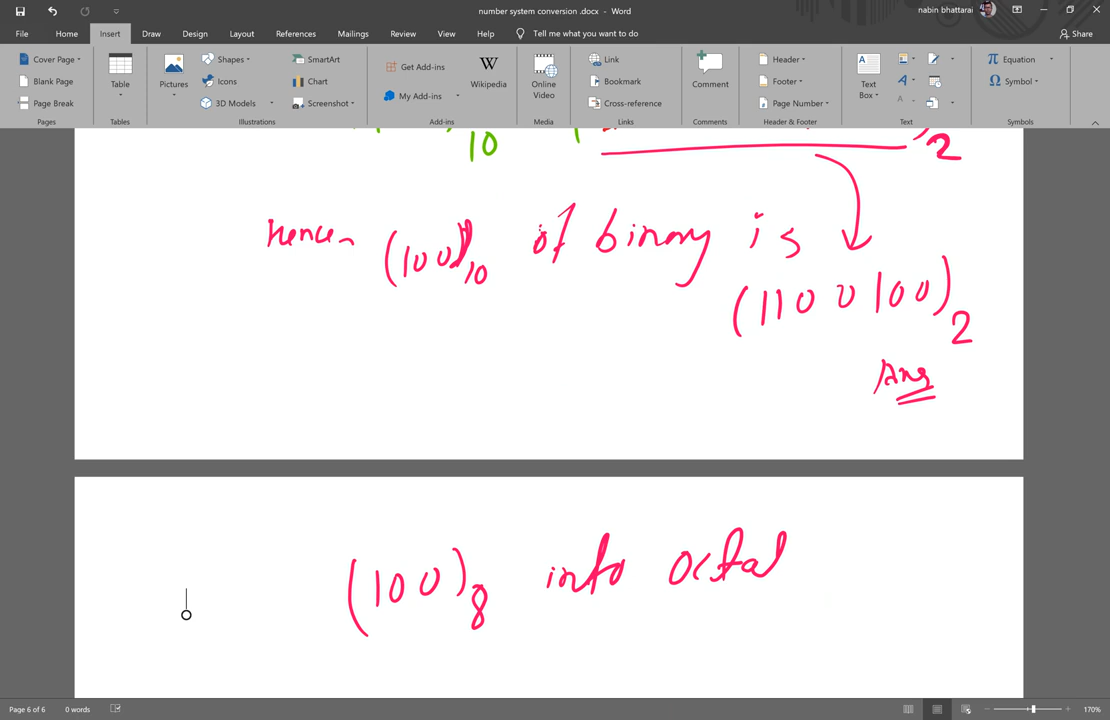 number system conversion .docx - Word
nabin bhattarai
File Home Insert Draw Design Layout References Mailings Review View Help Tell me what you want to do Share
Cover Page
Blank Page
Page Break
Pages
Table
Tables
Pictures
Shapes
Icons
3D Models
SmartArt
Chart
Screenshot
Illustrations
Get Add-ins
My Add-ins
Wikipedia
Add-ins
Online
Video
Media
Link
Bookmark
Cross-reference
Links
Comment
Comments
Header
Footer
Page Number
Header & Footer
Text
Box
Text
Equation
Symbol
Symbols
10 2
hence (100)10 of binary is
(1100100)2
Ans
(100)8 into octal
Page 6 of 6 0 words 170%